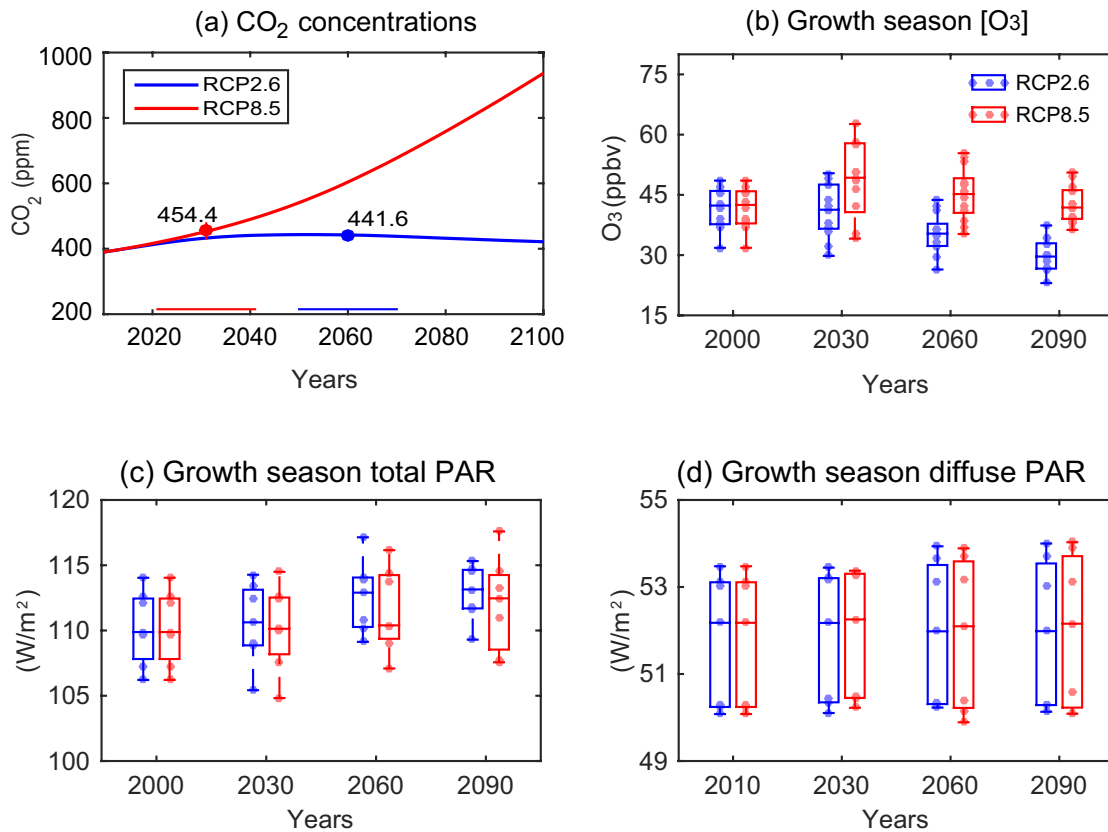 (a) CO₂ concentrations
CO₂ (ppm)
1000
800
600
400
200
RCP2.6
RCP8.5
454.4
441.6
2020 2040 2060 2080 2100
Years
(b) Growth season [O₃]
O₃ (ppbv)
75
60
45
30
15
RCP2.6
RCP8.5
2000 2030 2060 2090
Years
(c) Growth season total PAR
(W/m²)
120
115
110
105
100
2000 2030 2060 2090
Years
(d) Growth season diffuse PAR
(W/m²)
55
53
51
49
2010 2030 2060 2090
Years